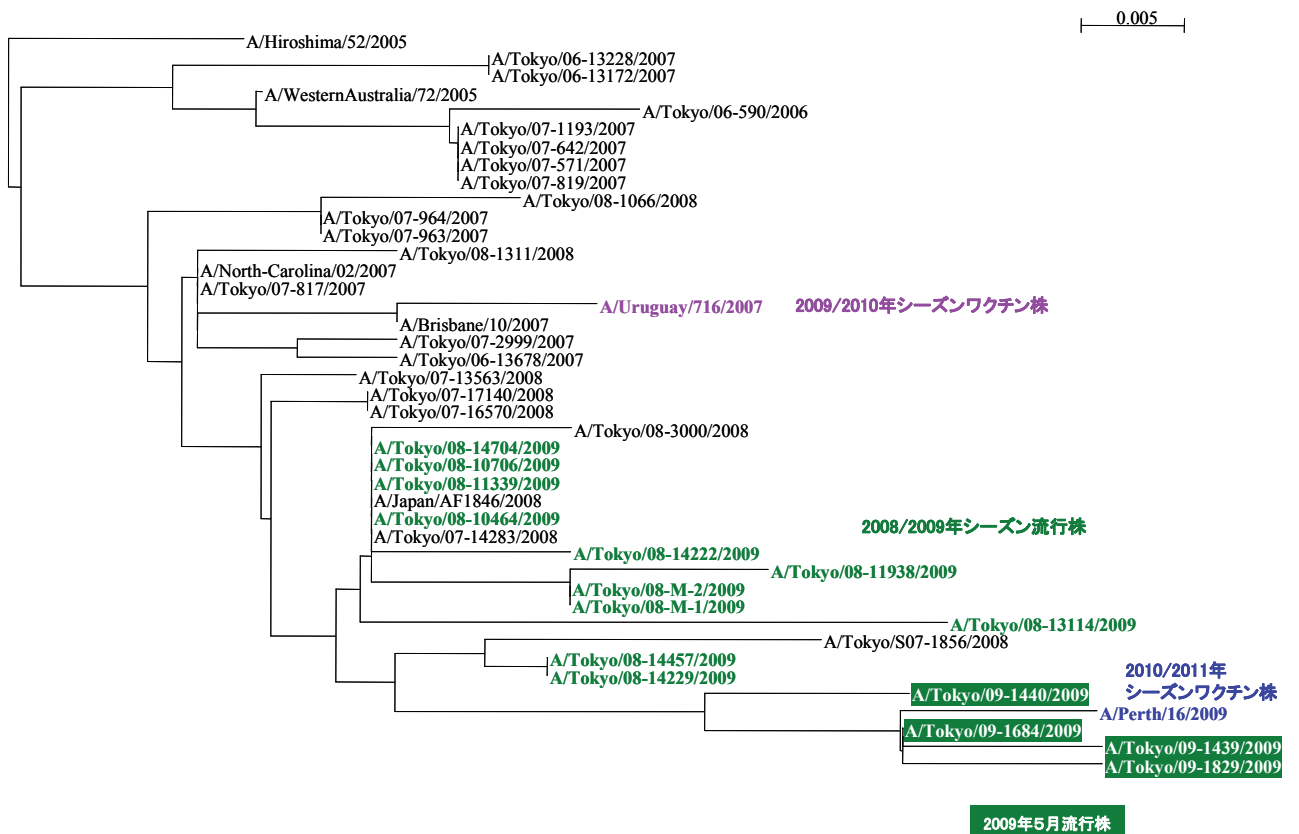 0.005
A/Hiroshima/52/2005
A/Tokyo/06-13228/2007
A/Tokyo/06-13172/2007
A/WesternAustralia/72/2005
A/Tokyo/06-590/2006
A/Tokyo/07-1193/2007
A/Tokyo/07-642/2007
A/Tokyo/07-571/2007
A/Tokyo/07-819/2007
A/Tokyo/08-1066/2008
A/Tokyo/07-964/2007
A/Tokyo/07-963/2007
A/Tokyo/08-1311/2008
A/North-Carolina/02/2007
A/Tokyo/07-817/2007
A/Uruguay/716/2007 2009/2010年シーズンワクチン株
A/Brisbane/10/2007
A/Tokyo/07-2999/2007
A/Tokyo/06-13678/2007
A/Tokyo/07-13563/2008
A/Tokyo/07-17140/2008
A/Tokyo/07-16570/2008
A/Tokyo/08-3000/2008
A/Tokyo/08-14704/2009
A/Tokyo/08-10706/2009
A/Tokyo/08-11339/2009
A/Japan/AF1846/2008
A/Tokyo/08-10464/2009
2008/2009年シーズン流行株
A/Tokyo/07-14283/2008
A/Tokyo/08-14222/2009
A/Tokyo/08-11938/2009
A/Tokyo/08-M-2/2009
A/Tokyo/08-M-1/2009
A/Tokyo/08-13114/2009
A/Tokyo/S07-1856/2008
A/Tokyo/08-14457/2009
A/Tokyo/08-14229/2009
2010/2011年
シーズンワクチン株
A/Tokyo/09-1440/2009
A/Perth/16/2009
A/Tokyo/09-1684/2009
A/Tokyo/09-1439/2009
A/Tokyo/09-1829/2009
2009年5月流行株